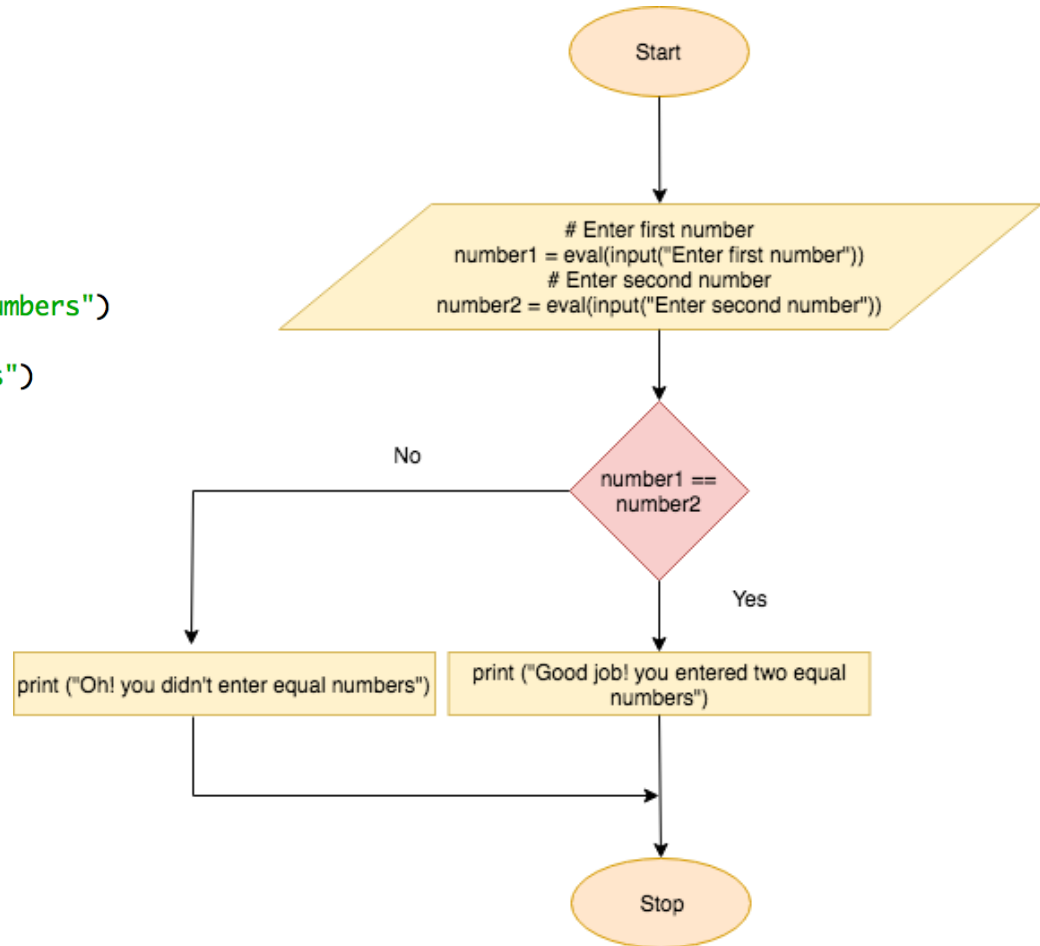 Start
# Enter first number
number1 = eval(input("Enter first number"))
# Enter second number
number2 = eval(input("Enter second number"))
umbers")
s")
No
number1 ==
number2
Yes
print ("Oh! you didn't enter equal numbers")
print ("Good job! you entered two equal
numbers")
Stop